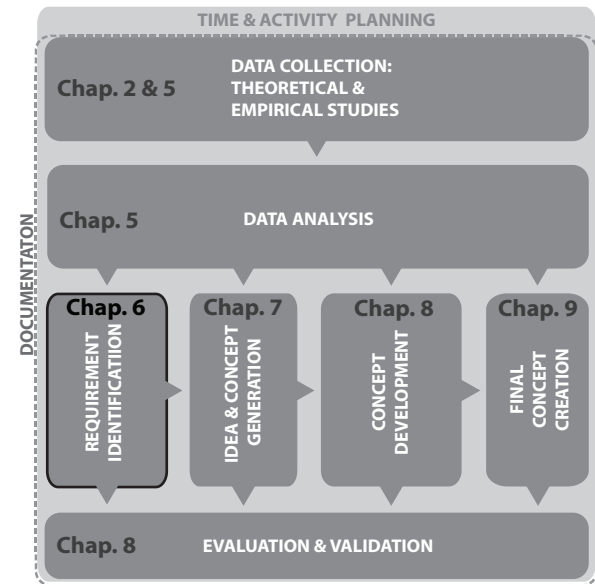 TIME & ACTIVITY PLANNING
DOCUMENTATON
Chap. 2 & 5
DATA COLLECTION:
THEORETICAL &
EMPIRICAL STUDIES
Chap. 5
DATA ANALYSIS
Chap. 6
REQUIREMENT
IDENTIFICATIION
Chap. 7
IDEA & CONCEPT
GENERATION
Chap. 8
CONCEPT
DEVELOPMENT
Chap. 9
FINAL
CONCEPT
CREATION
Chap. 8
EVALUATION & VALIDATION